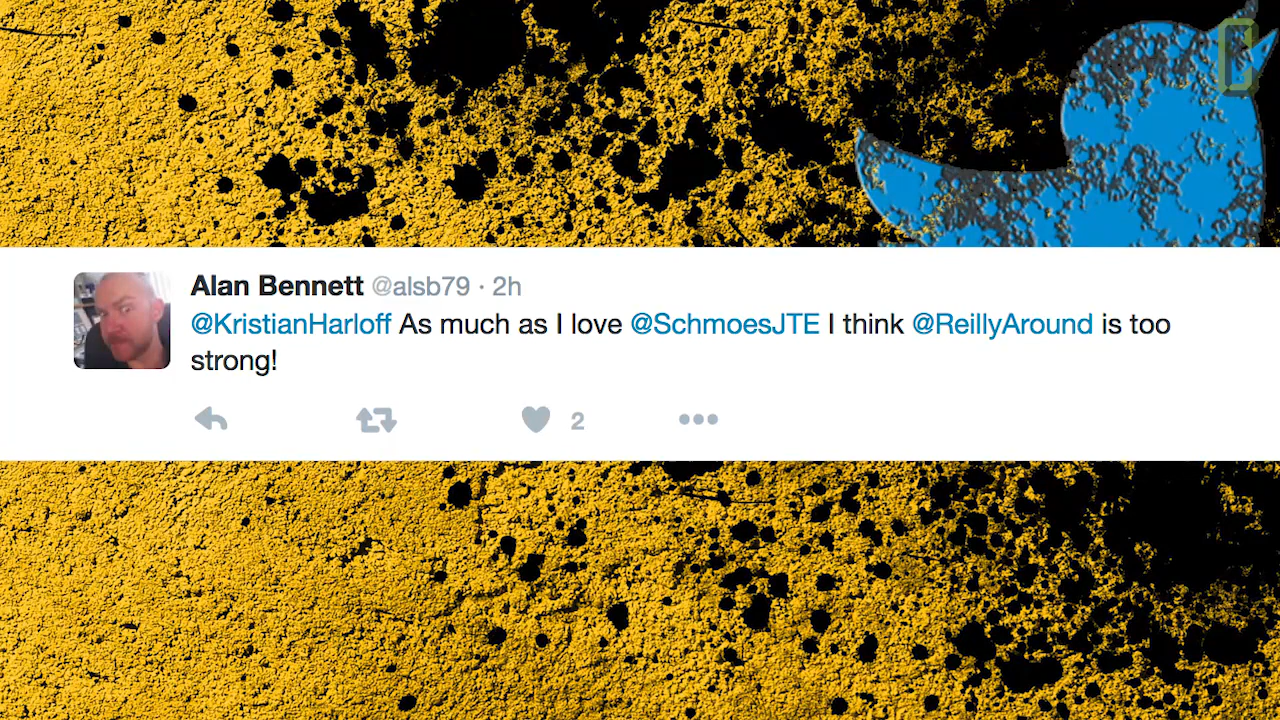 Alan Bennett @alsb79 · 2h
@KristianHarloff As much as I love @SchmoesJTE I think @ReillyAround is too
strong!
2
C